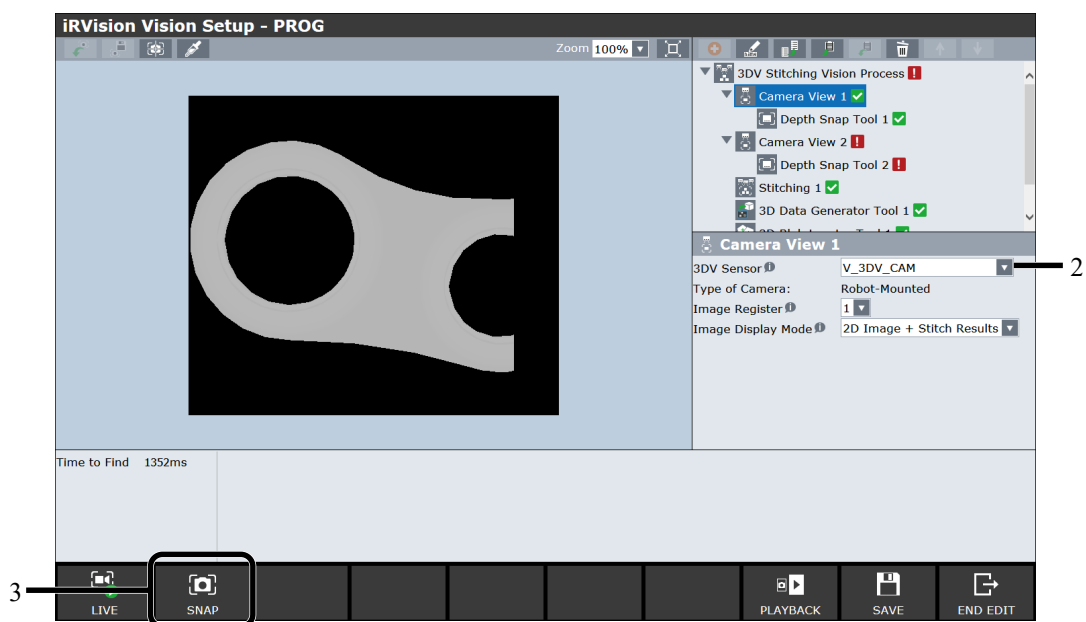 iRVision Vision Setup - PROG
Zoom 100%
3DV Stitching Vision Process
Camera View 1
Depth Snap Tool 1
Camera View 2
Depth Snap Tool 2
Stitching 1
3D Data Generator Tool 1
Camera View 1
3DV Sensor V_3DV_CAM
2
Type of Camera: Robot-Mounted
Image Register 1
Image Display Mode 2D Image + Stitch Results
Time to Find 1352ms
3
LIVE SNAP PLAYBACK SAVE END EDIT